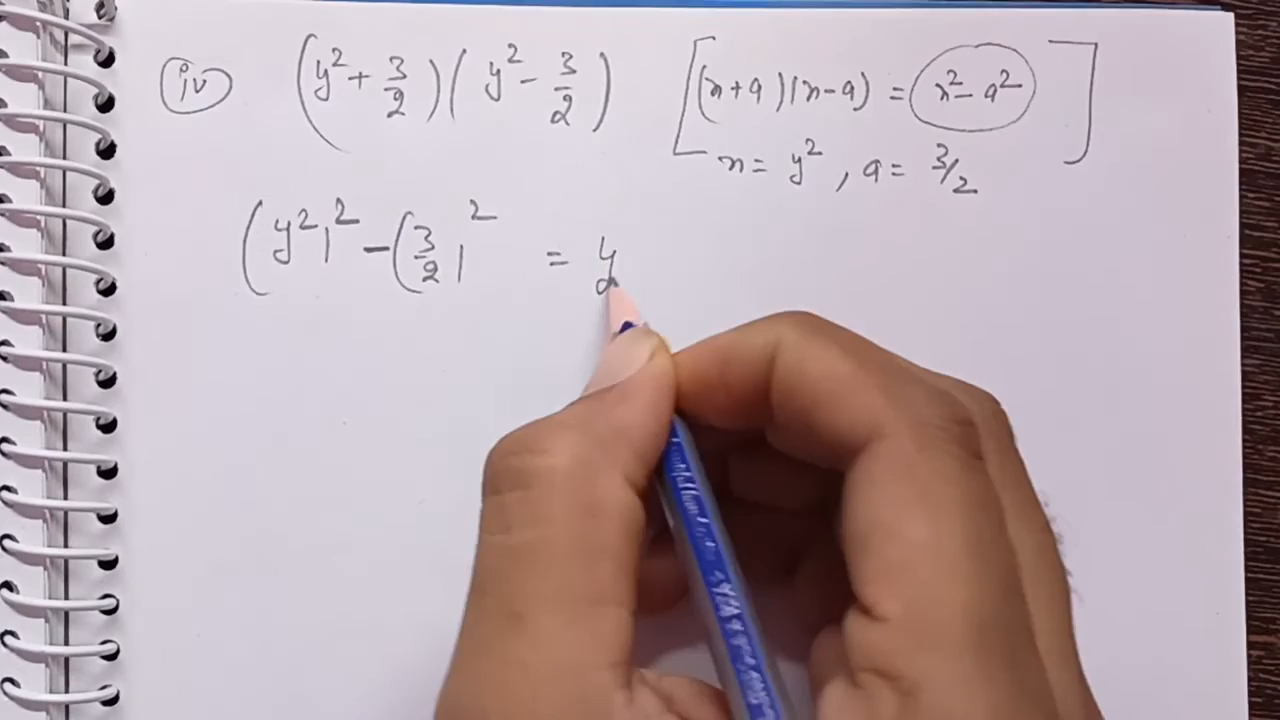 (iv) (y² + 3/2)(y² - 3/2) [(x+a)(x-a) = x² - a²]
x = y², a = 3/2
(y²)² - (3/2)² = y